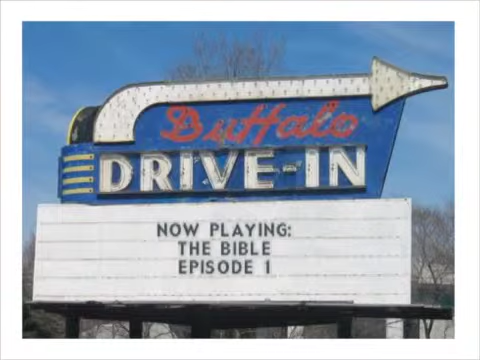 Buffalo
DRIVE-IN
NOW PLAYING:
THE BIBLE
EPISODE 1